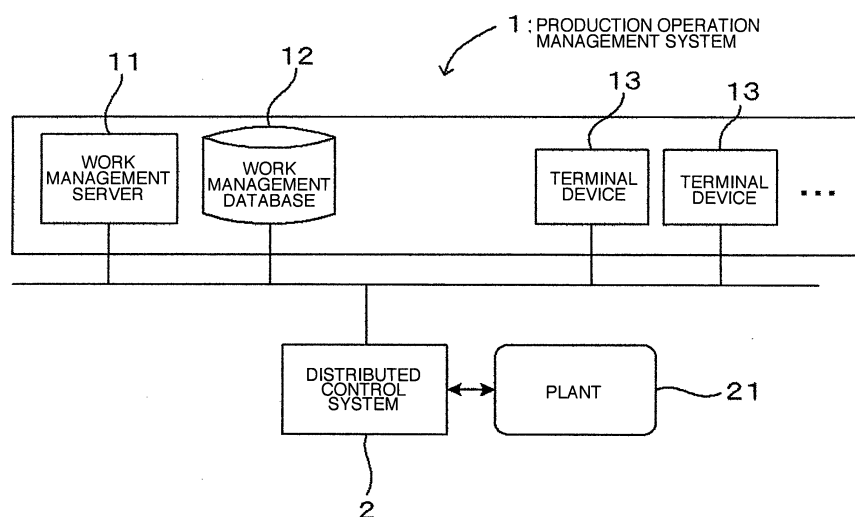 1 : PRODUCTION OPERATION
MANAGEMENT SYSTEM
11
12
13
13
WORK
MANAGEMENT
SERVER
WORK
MANAGEMENT
DATABASE
TERMINAL
DEVICE
TERMINAL
DEVICE
...
DISTRIBUTED
CONTROL
SYSTEM
PLANT
21
2